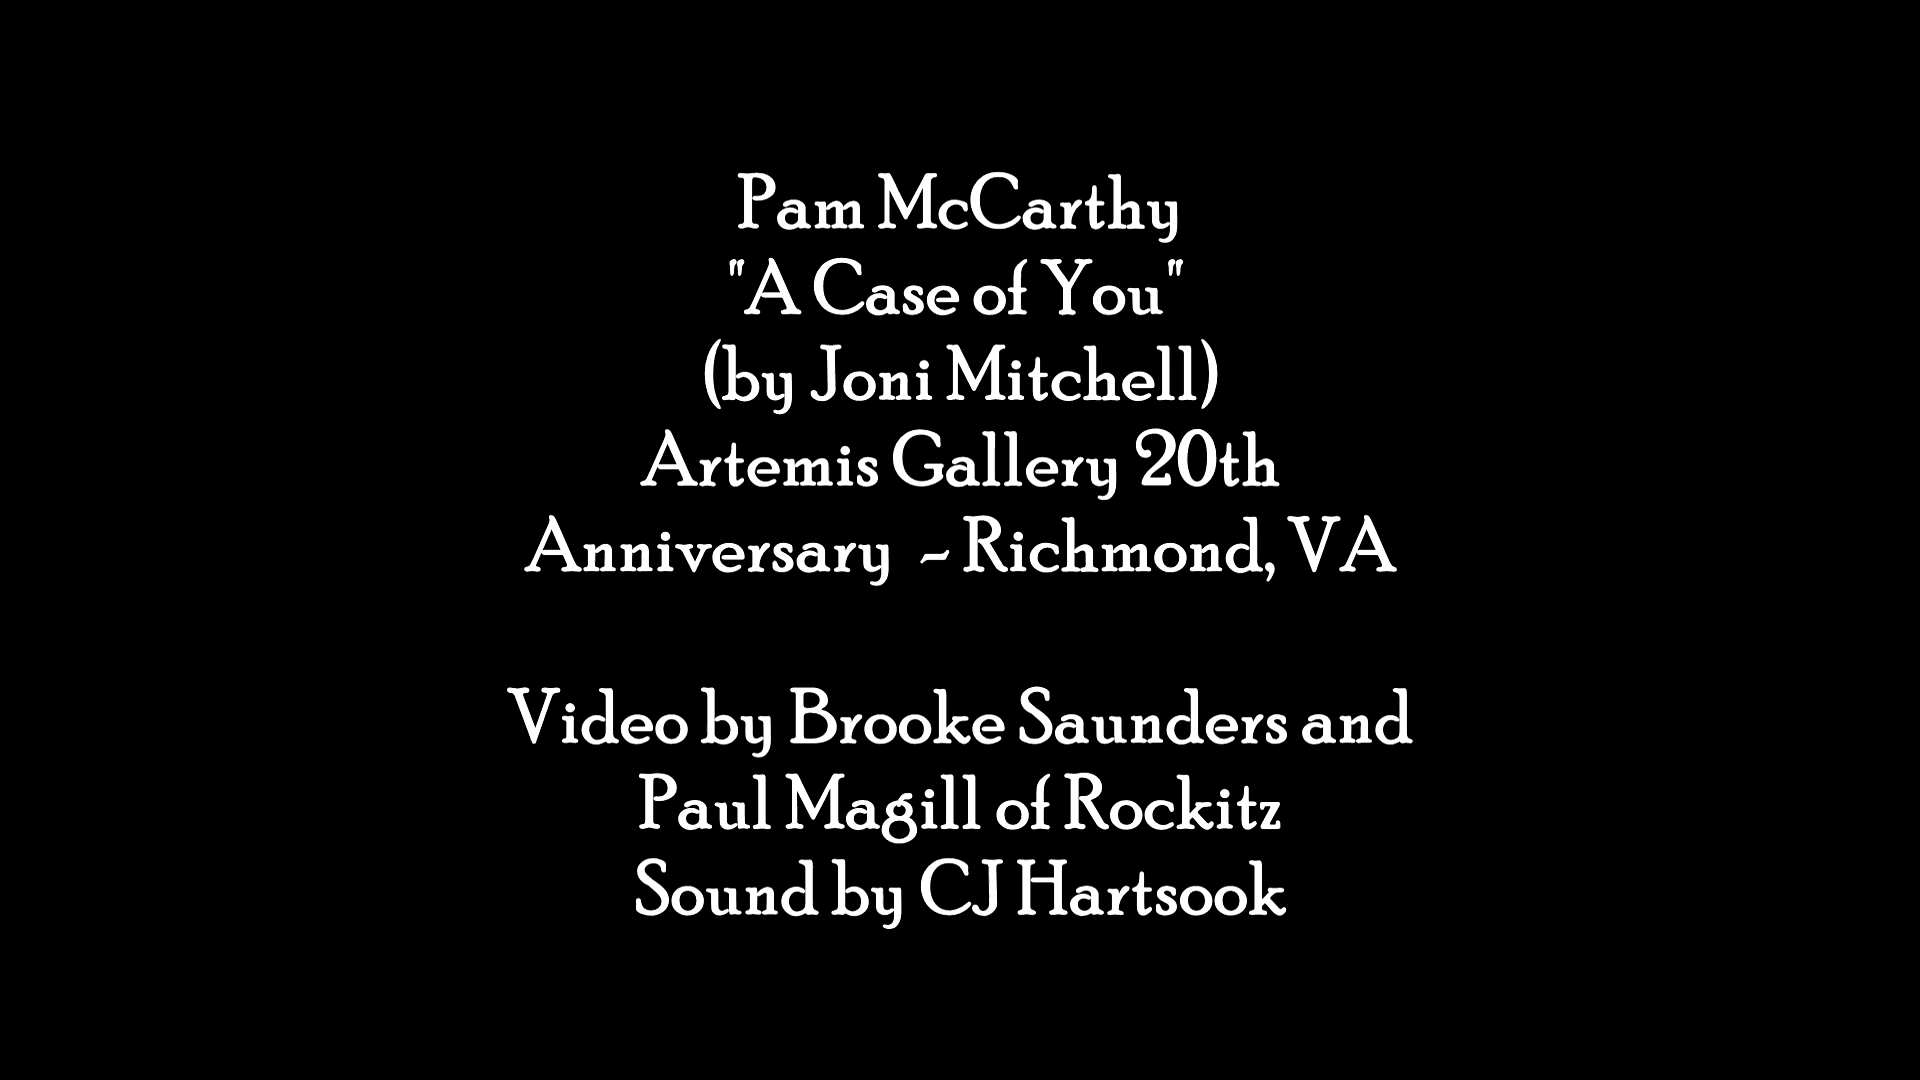 Pam McCarthy
"A Case of You"
(by Joni Mitchell)
Artemis Gallery 20th
Anniversary - Richmond, VA
Video by Brooke Saunders and
Paul Magill of Rockitz
Sound by CJ Hartsook